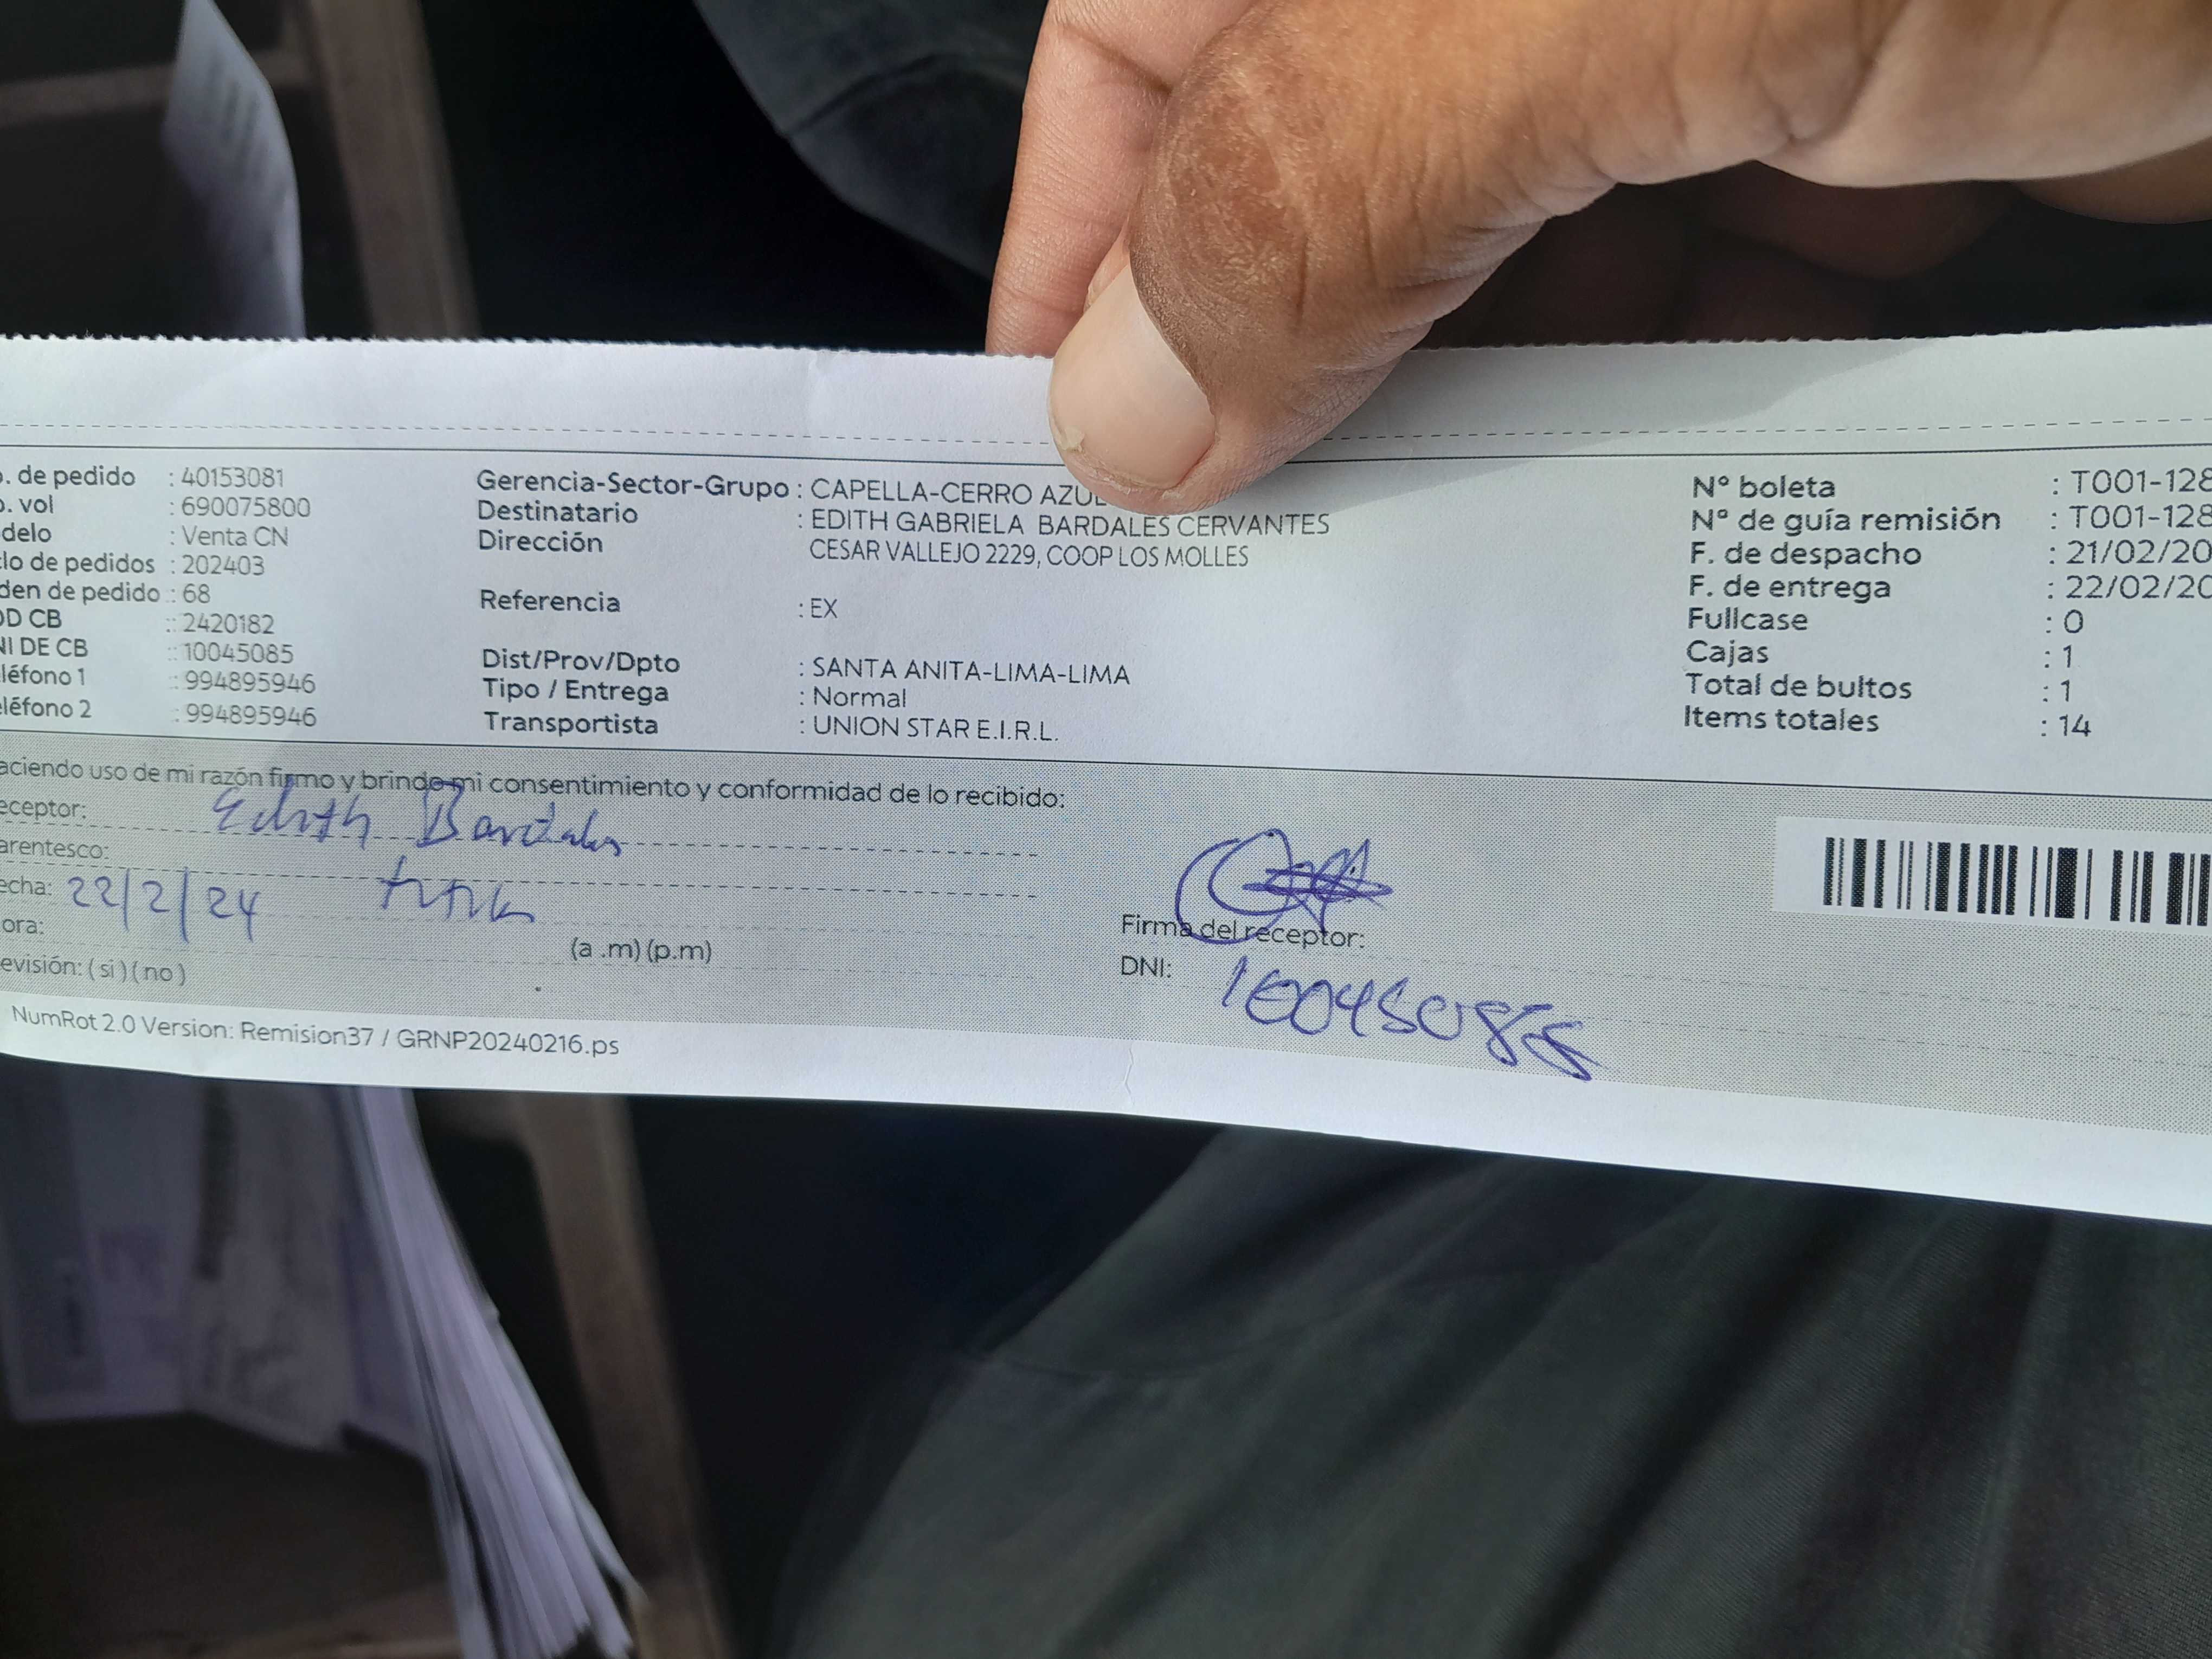 . de pedido : 40153081
. vol : 690075800
delo : Venta CN
lo de pedidos : 202403
den de pedido : 68
D CB : 2420182
NI DE CB : 10045085
léfono 1 : 994895946
léfono 2 : 994895946
Gerencia-Sector-Grupo : CAPELLA-CERRO AZUL
Destinatario : EDITH GABRIELA BARDALES CERVANTES
Dirección CESAR VALLEJO 2229, COOP LOS MOLLES
Referencia : EX
Dist/Prov/Dpto : SANTA ANITA-LIMA-LIMA
Tipo / Entrega : Normal
Transportista : UNION STAR E.I.R.L.
N° boleta : T001-128
N° de guía remisión : T001-128
F. de despacho : 21/02/20
F. de entrega : 22/02/20
Fullcase : 0
Cajas : 1
Total de bultos : 1
Items totales : 14
aciendo uso de mi razón firmo y brindo mi consentimiento y conformidad de lo recibido:
eceptor: Edith Bardales
arentesco:
echa: 22/2/24
ora: (a .m) (p.m)
evisión: ( si ) ( no )
Firma del receptor:
DNI: 10045085
NumRot 2.0 Version: Remision37 / GRNP20240216.ps